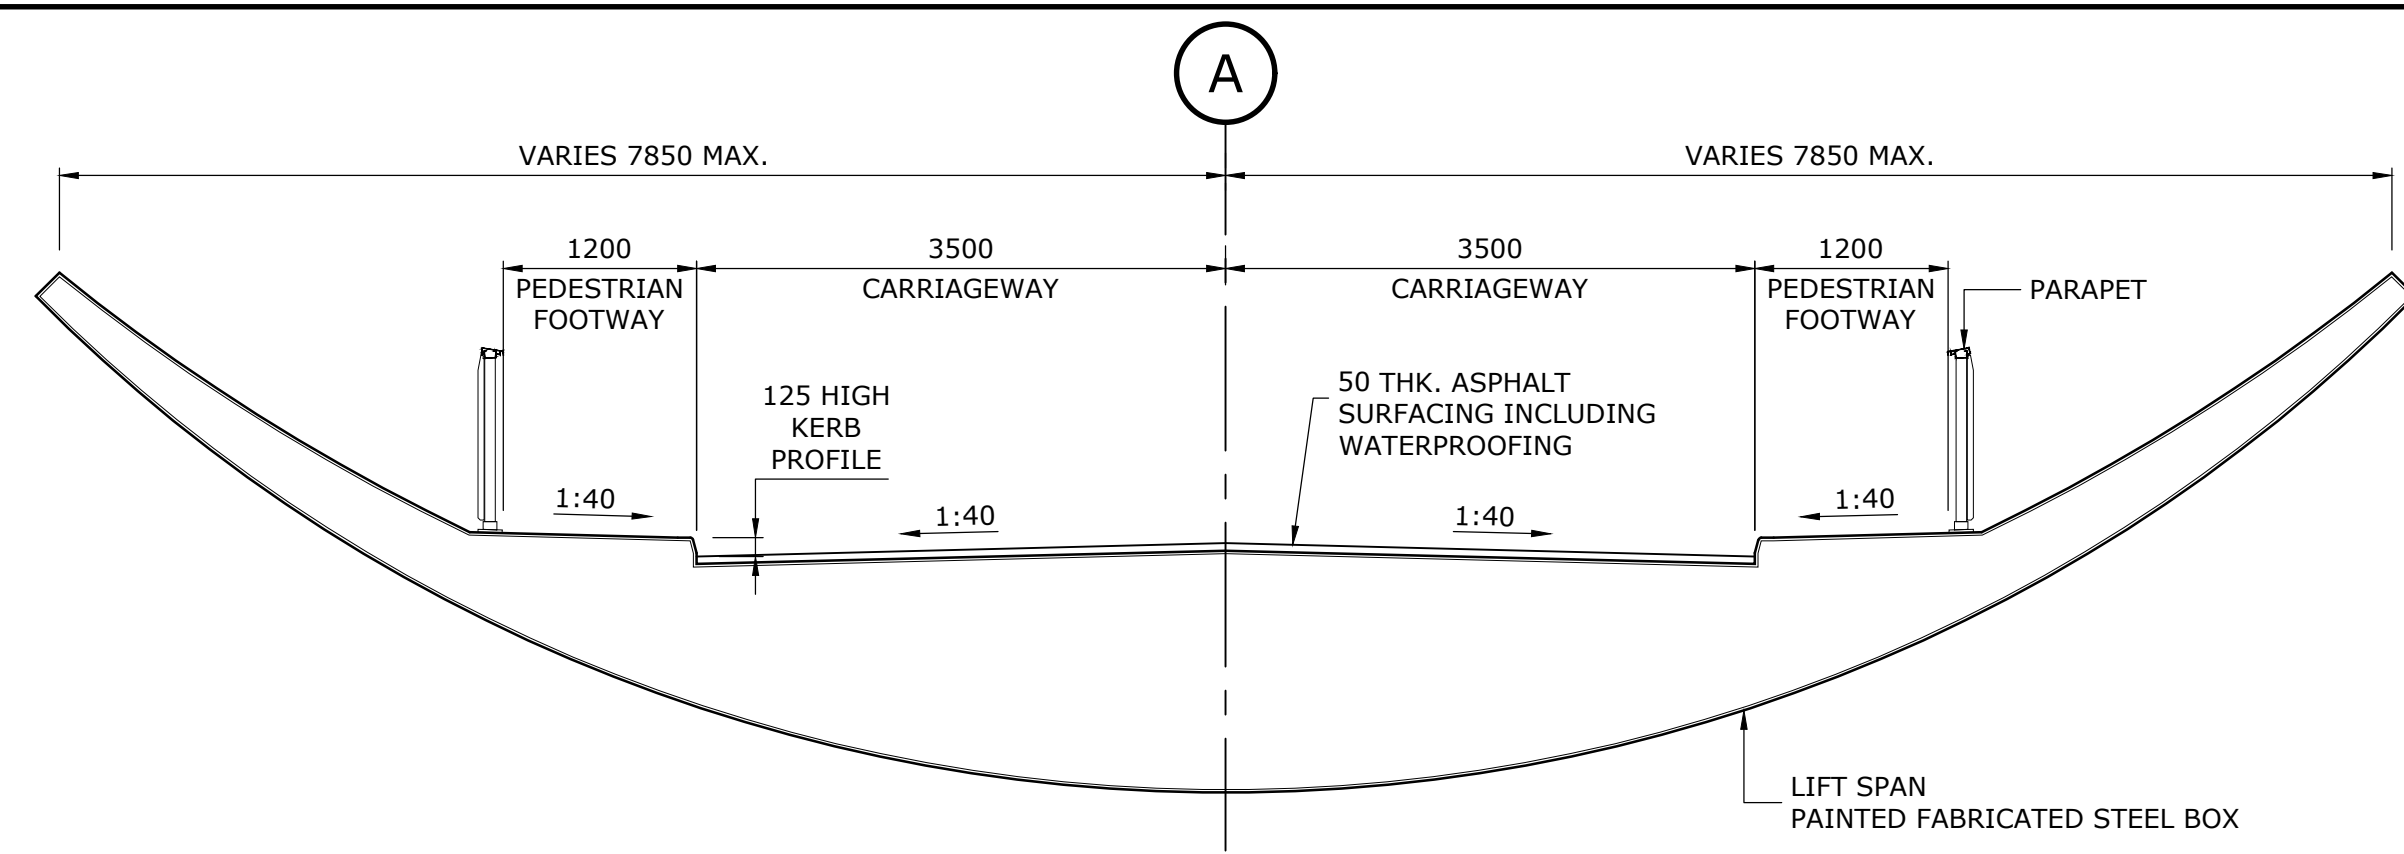 A
VARIES 7850 MAX.
VARIES 7850 MAX.
1200
3500
3500
1200
PEDESTRIAN
FOOTWAY
CARRIAGEWAY
CARRIAGEWAY
PEDESTRIAN
FOOTWAY
PARAPET
125 HIGH
KERB
PROFILE
50 THK. ASPHALT
SURFACING INCLUDING
WATERPROOFING
1:40
1:40
1:40
1:40
LIFT SPAN
PAINTED FABRICATED STEEL BOX